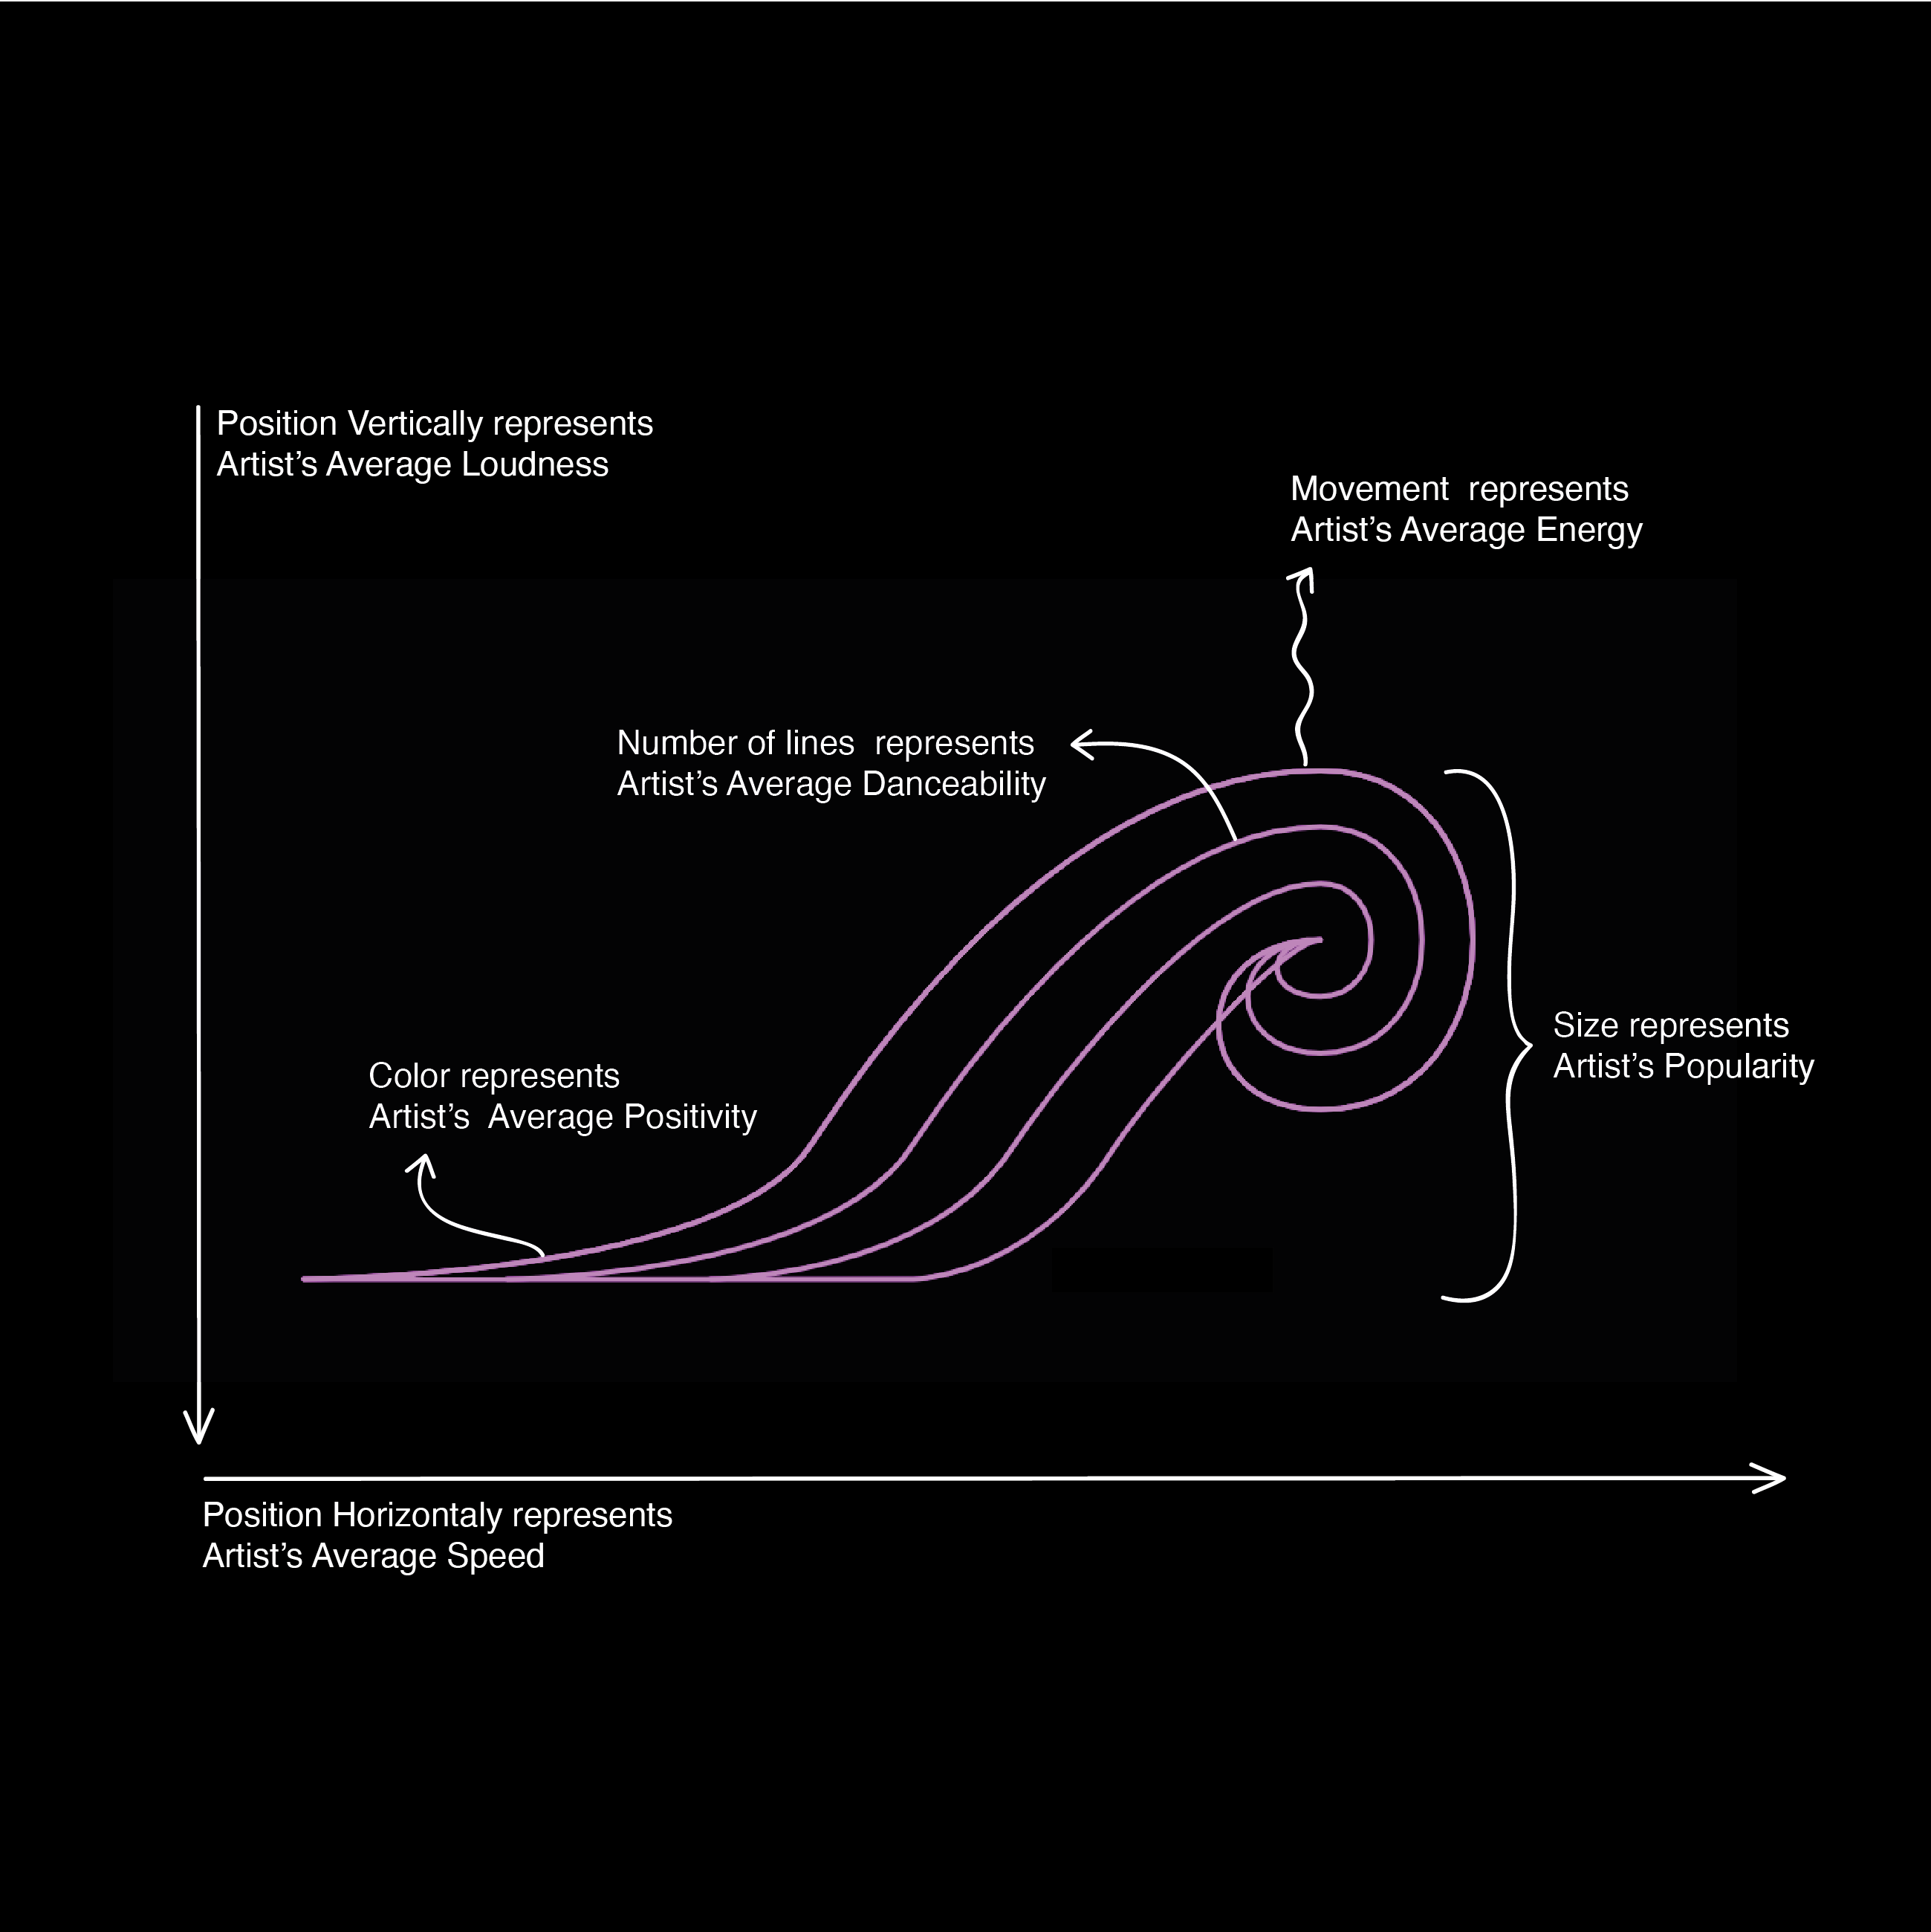 Position Vertically represents
Artist’s Average Loudness
Movement  represents
Artist’s Average Energy
Number of lines  represents
Artist’s Average Danceability
Size represents
Artist’s Popularity
Color represents
Artist’s  Average Positivity
Position Horizontaly represents
Artist’s Average Speed